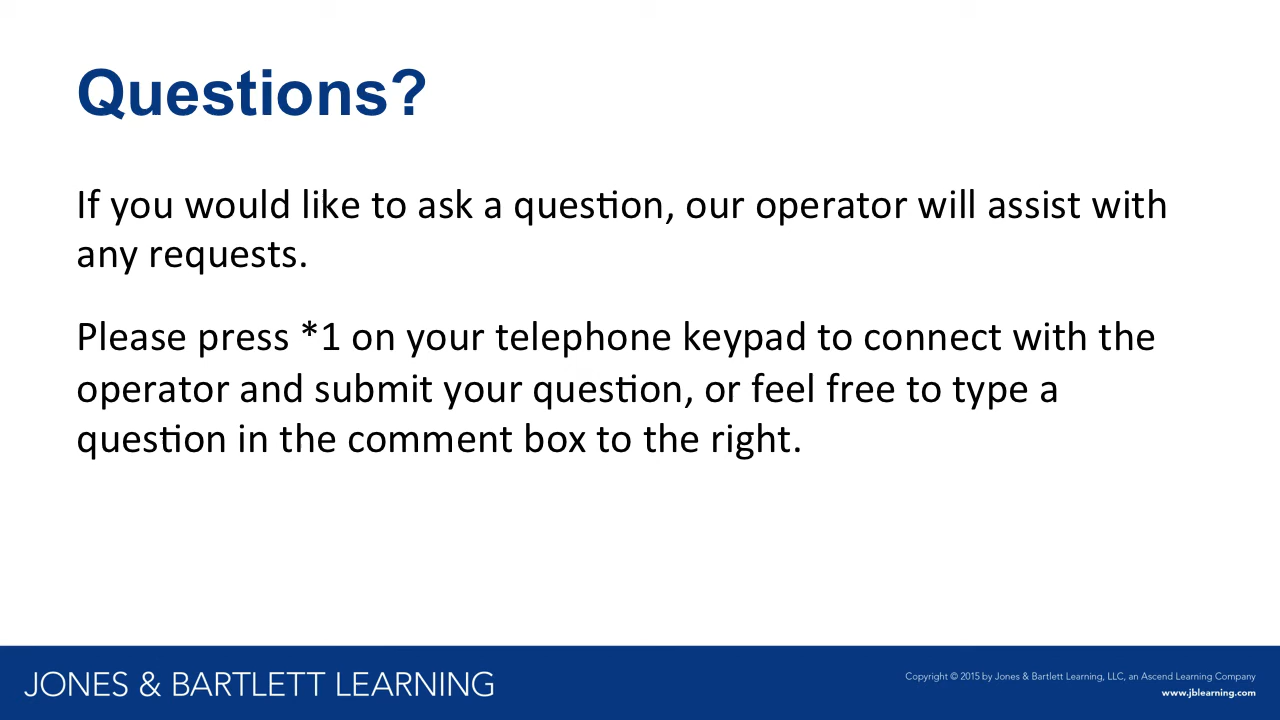 Questions?
If you would like to ask a question, our operator will assist with
any requests.
Please press *1 on your telephone keypad to connect with the
operator and submit your question, or feel free to type a
question in the comment box to the right.
JONES & BARTLETT LEARNING
Copyright © 2015 by Jones & Bartlett Learning, LLC, an Ascend Learning Company
www.jblearning.com